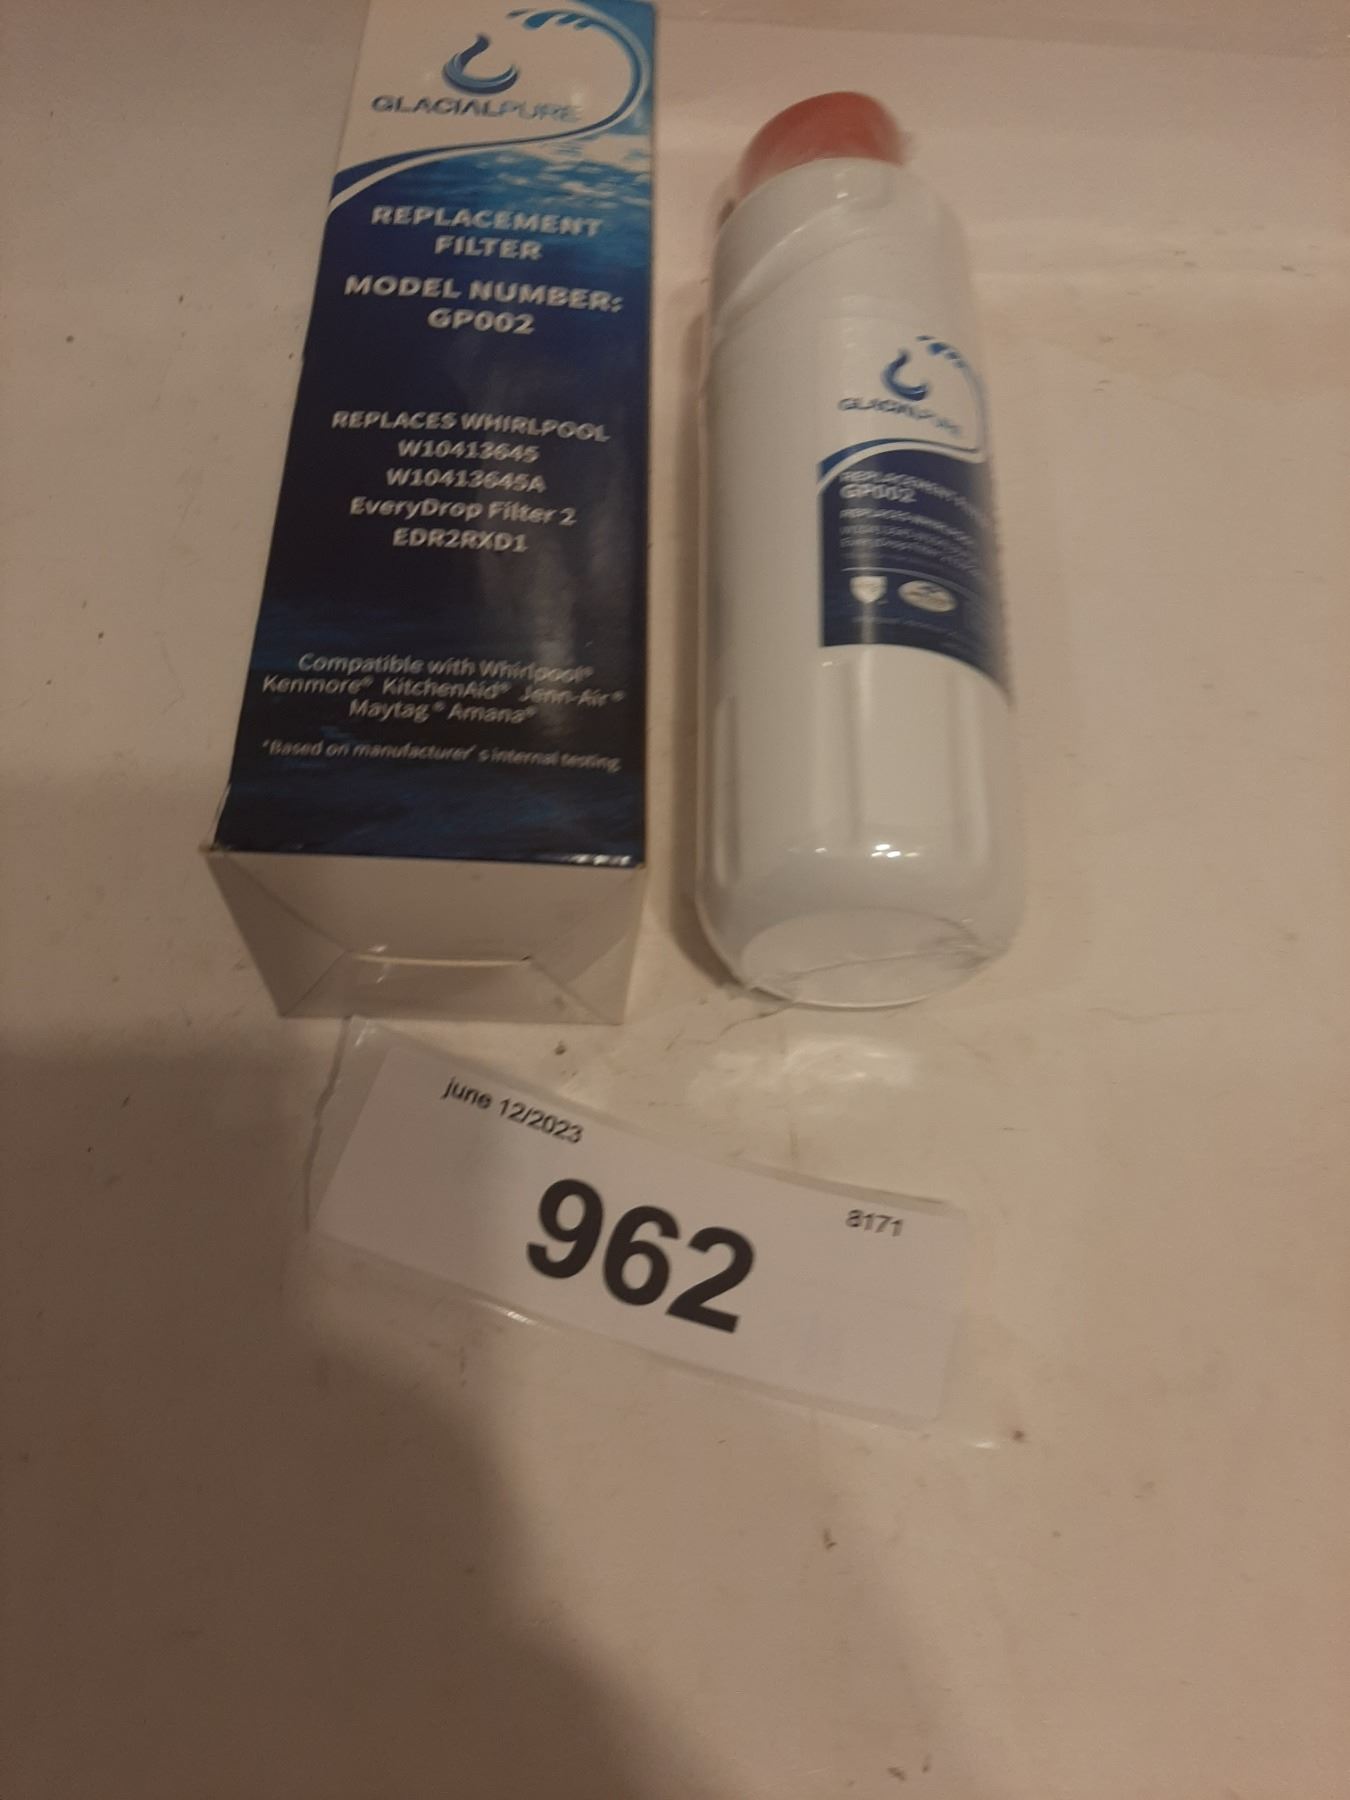 GLACIALPURE
REPLACEMENT
FILTER
MODEL NUMBER:
GP002
REPLACES WHIRLPOOL
W10413645
W10413645A
EveryDrop Filter 2
EDR2RXD1
Compatible with Whirlpool®
Kenmore® KitchenAid® Jenn-Air®
Maytag® Amana®
*Based on manufacturer's internal testing
GLACIALPURE
REPLACEMENT
GP002
june 12/2023
8171
962